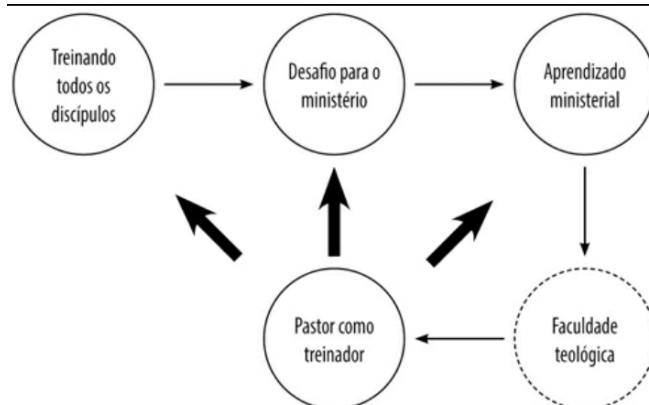 Treinando
todos os
discípulos
Desafio para o
ministério
Aprendizado
ministerial
Pastor como
treinador
Faculdade
teológica